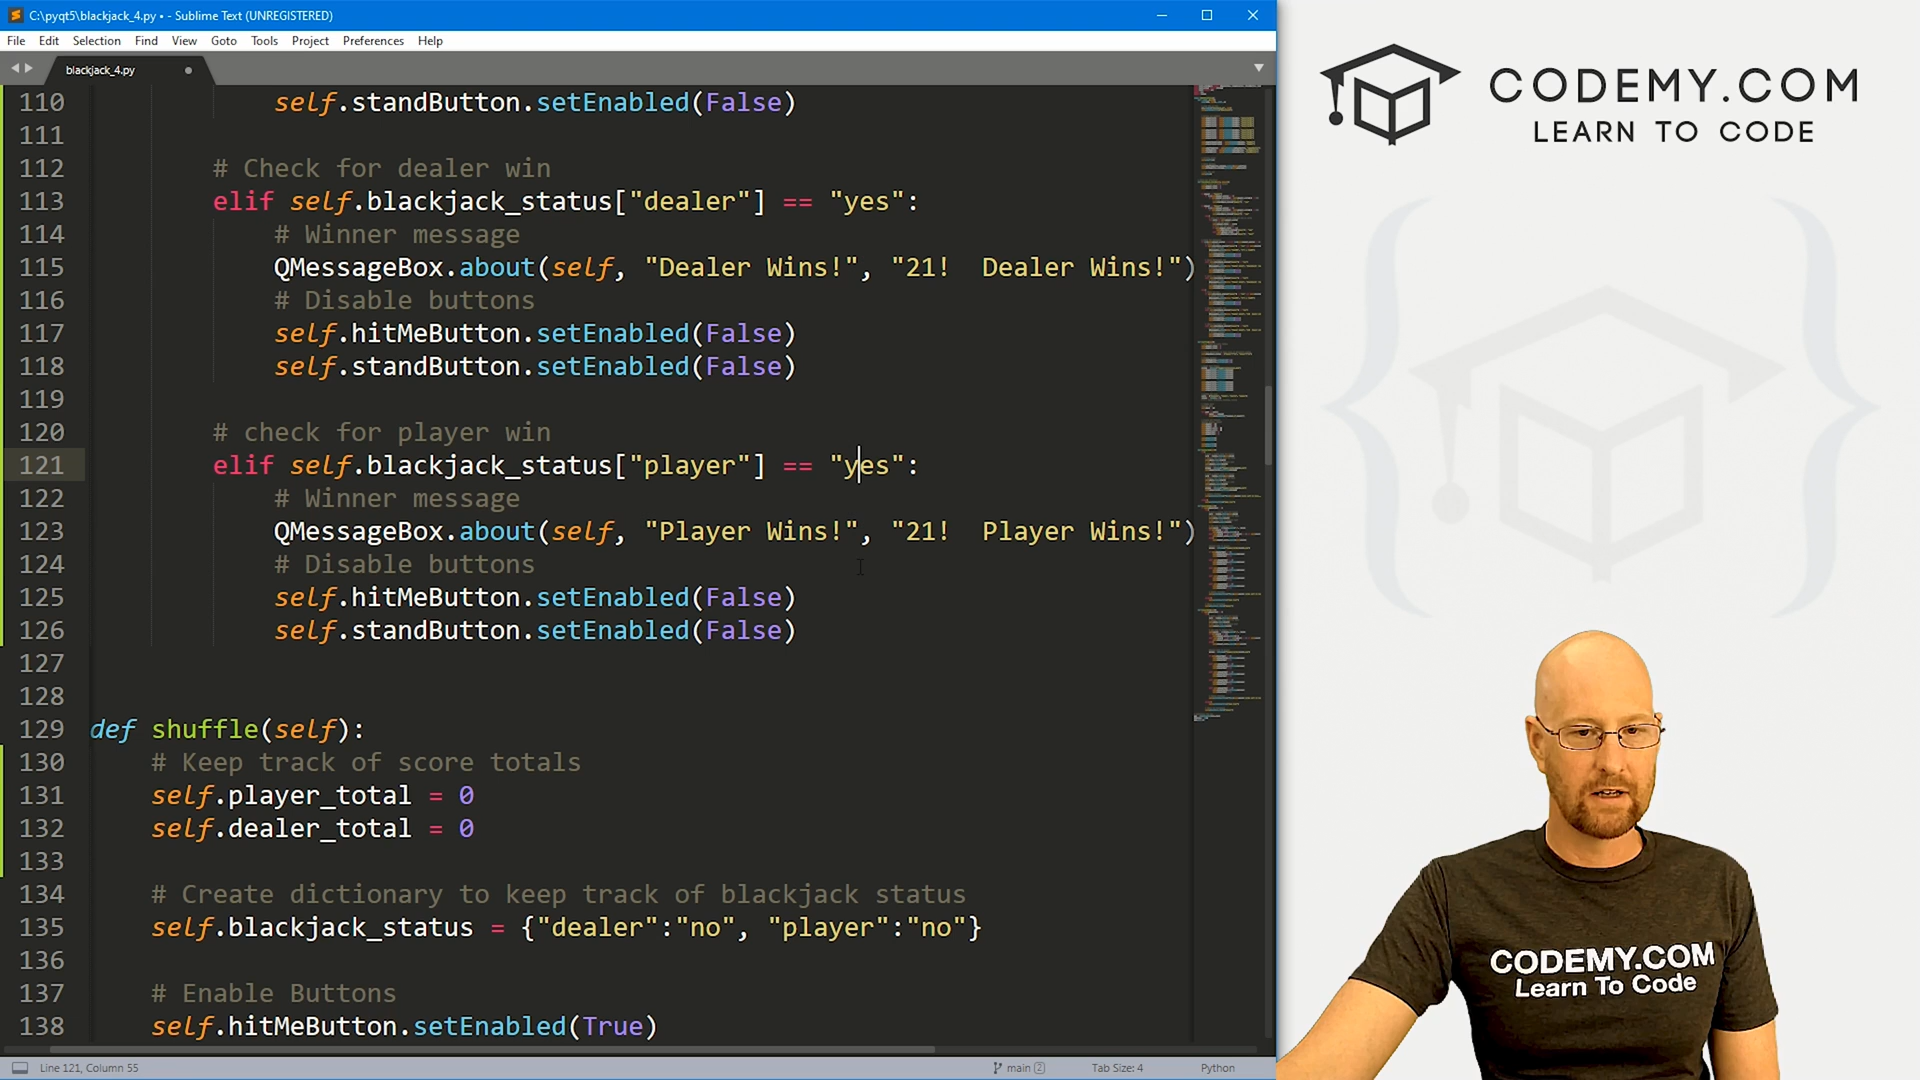 C:\pyqt5\blackjack_4.py • - Sublime Text (UNREGISTERED)
File Edit Selection Find View Goto Tools Project Preferences Help
blackjack_4.py
110 self.standButton.setEnabled(False)
111
112 # Check for dealer win
113 elif self.blackjack_status["dealer"] == "yes":
114 # Winner message
115 QMessageBox.about(self, "Dealer Wins!", "21!  Dealer Wins!")
116 # Disable buttons
117 self.hitMeButton.setEnabled(False)
118 self.standButton.setEnabled(False)
119
120 # check for player win
121 elif self.blackjack_status["player"] == "yes":
122 # Winner message
123 QMessageBox.about(self, "Player Wins!", "21!  Player Wins!")
124 # Disable buttons
125 self.hitMeButton.setEnabled(False)
126 self.standButton.setEnabled(False)
127
128
129 def shuffle(self):
130 # Keep track of score totals
131 self.player_total = 0
132 self.dealer_total = 0
133
134 # Create dictionary to keep track of blackjack status
135 self.blackjack_status = {"dealer":"no", "player":"no"}
136
137 # Enable Buttons
138 self.hitMeButton.setEnabled(True)
Line 121, Column 55 main 2 Tab Size: 4 Python
CODEMY.COM
LEARN TO CODE
CODEMY.COM
Learn To Code